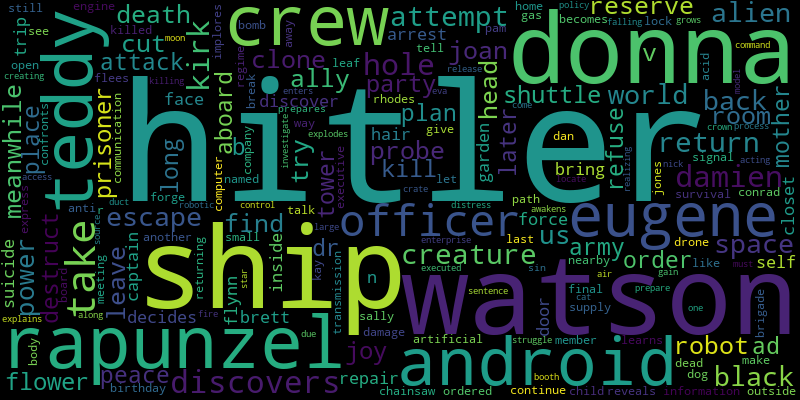 still
open
trip
death
attempt
crew
reserve
alien
donna
hitler
teddy
kirk
cut
attack
clone
ally
hole
party
joan
v
shuttle
world
back
room
mother
meanwhile
place
prisoner
communication
long
face
aboard
discover
plan
head
probe
hair
give
kill
garden
later
refuse
return
signal
damien
closet
escape
find
try
tower
officer
eugene
space
power
destruct
take
ship
creature
us
army
force
order
nearby
drone
self
suicide
leave
captain
decides
dr
inside
watson
rapunzel
android
robot
ad
black
flower
peace
discovers
joy
repair
brett
flynn
birthday
chainsaw
ordered
artificial
damage
supply
door
path
bring
dan
rhodes
conrad
survival
jones
nick
acting
home
gas
bomb
lock
see
becomes
tell
pam
arrest
away
regime
implores
killed
flees
engine
moon
creating
confronts
express
access
anti
meeting
source
duct
forge
robotic
another
returning
small
talk
control
computer
company
named
break
leaf
enters
prepares
explodes
way
investigate
executive
let
crate
eva
release
come
command
policy
falling
killing
grows
acid
model
crown
process
realizing
locate
distress
awakens
enterprise
last
final
cat
sin
air
gain
prepare
must
like
one
brigade
outside
information
learns
member
struggle
continue
booth
child
reveals
dead
dog
make
executed
sentence
sally
kay
large
transmission
star
fire
due
body
explains
board
along
n
b